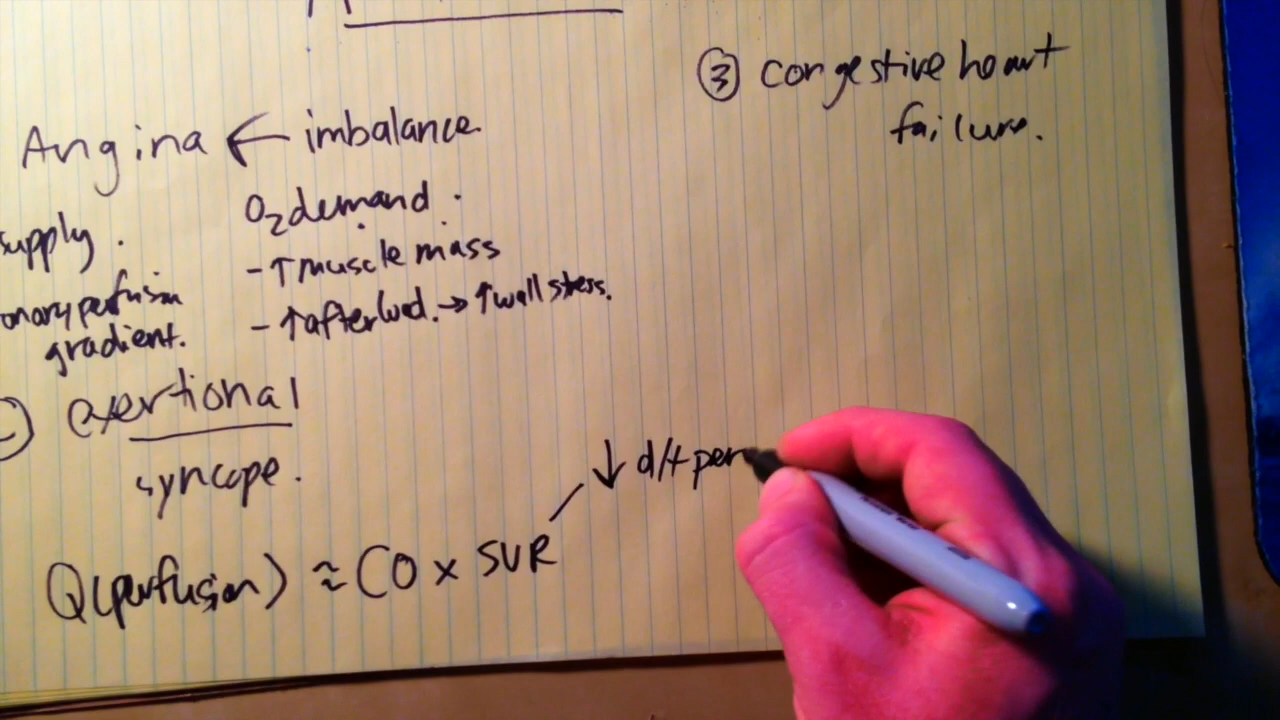 ③ congestive heart
failure.
Angina ← imbalance
supply.
O₂ demand.
- ↑ muscle mass
- ↑ afterload. → ↑ wall stress.
onary perfusion
gradient.
exertional
syncope.
↓ d/t per
Q(perfusion) ≈ CO x SVR